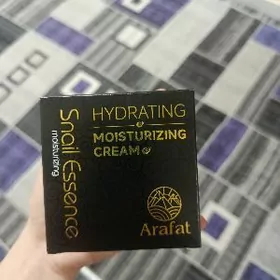 HYDRATING
&
MOISTURIZING
CREAM
Snail Essence
moisturizing
Arafat